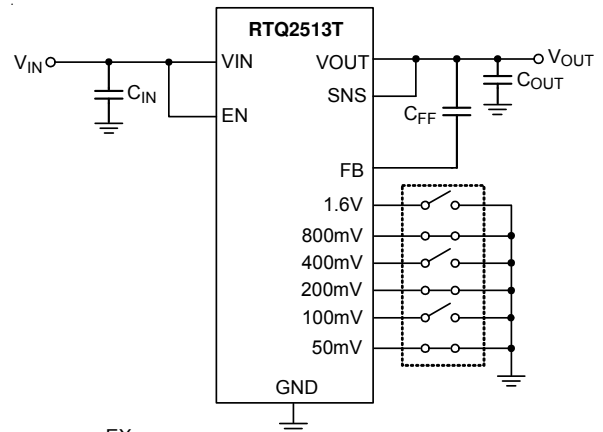 RTQ2513T
VIN
VIN
VOUT
VOUT
SNS
CIN
EN
CFF
COUT
FB
1.6V
800mV
400mV
200mV
100mV
50mV
GND
EX